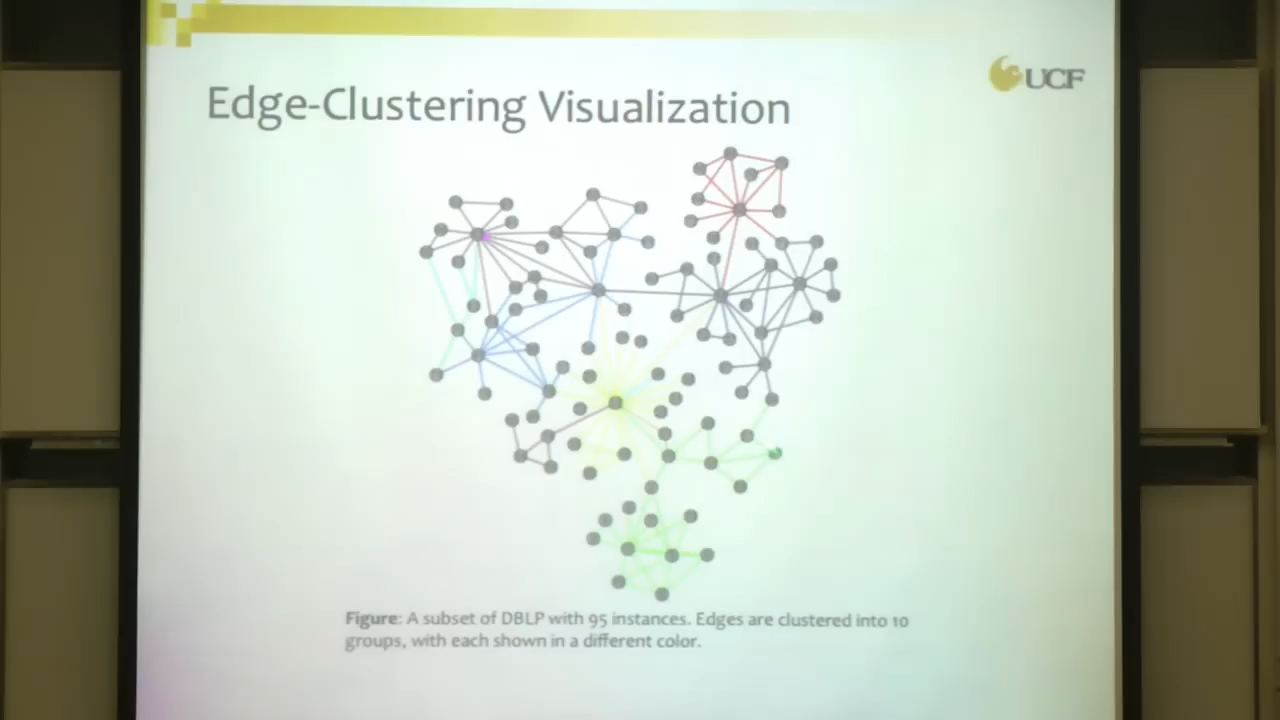 UCF
Edge-Clustering Visualization
Figure: A subset of DBLP with 95 instances. Edges are clustered into 10
groups, with each shown in a different color.